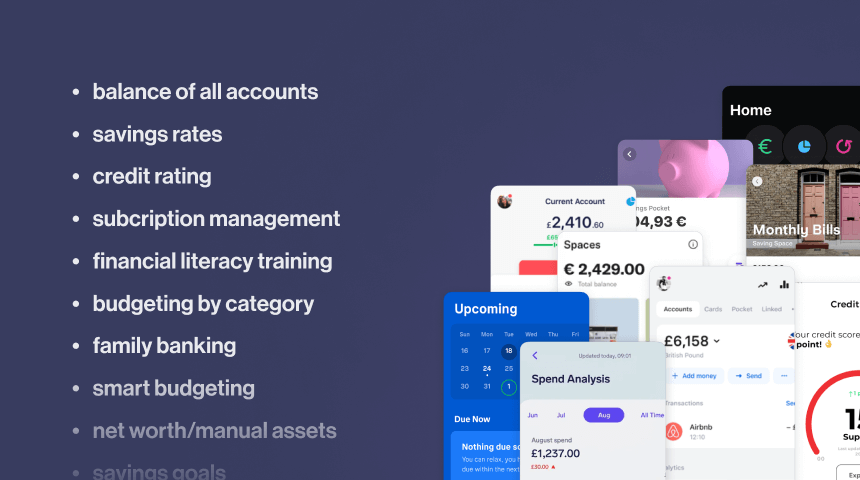 balance of all accounts
savings rates
credit rating
subcription management
financial literacy training
budgeting by category
family banking
smart budgeting
net worth/manual assets
savings goals
Home
Monthly Bills
Saving Space
Pocket
04,93 €
Current Account
£2,410.60
Spaces
€ 2,429.00
Total balance
Upcoming
Sun Mon Tue Wed Thu Fri
16 17 18
23 24 25
30 31 1
Due Now
Nothing due
You can relax, you
due within the next
Updated today, 09:01
Spend Analysis
Jun Jul Aug All Time
August spend
£1,237.00
£30.00
Accounts Cards Pocket Linked
£6,158
British Pound
+ Add money → Send
Transactions
Airbnb
12:10
Credit
our credit score
point!